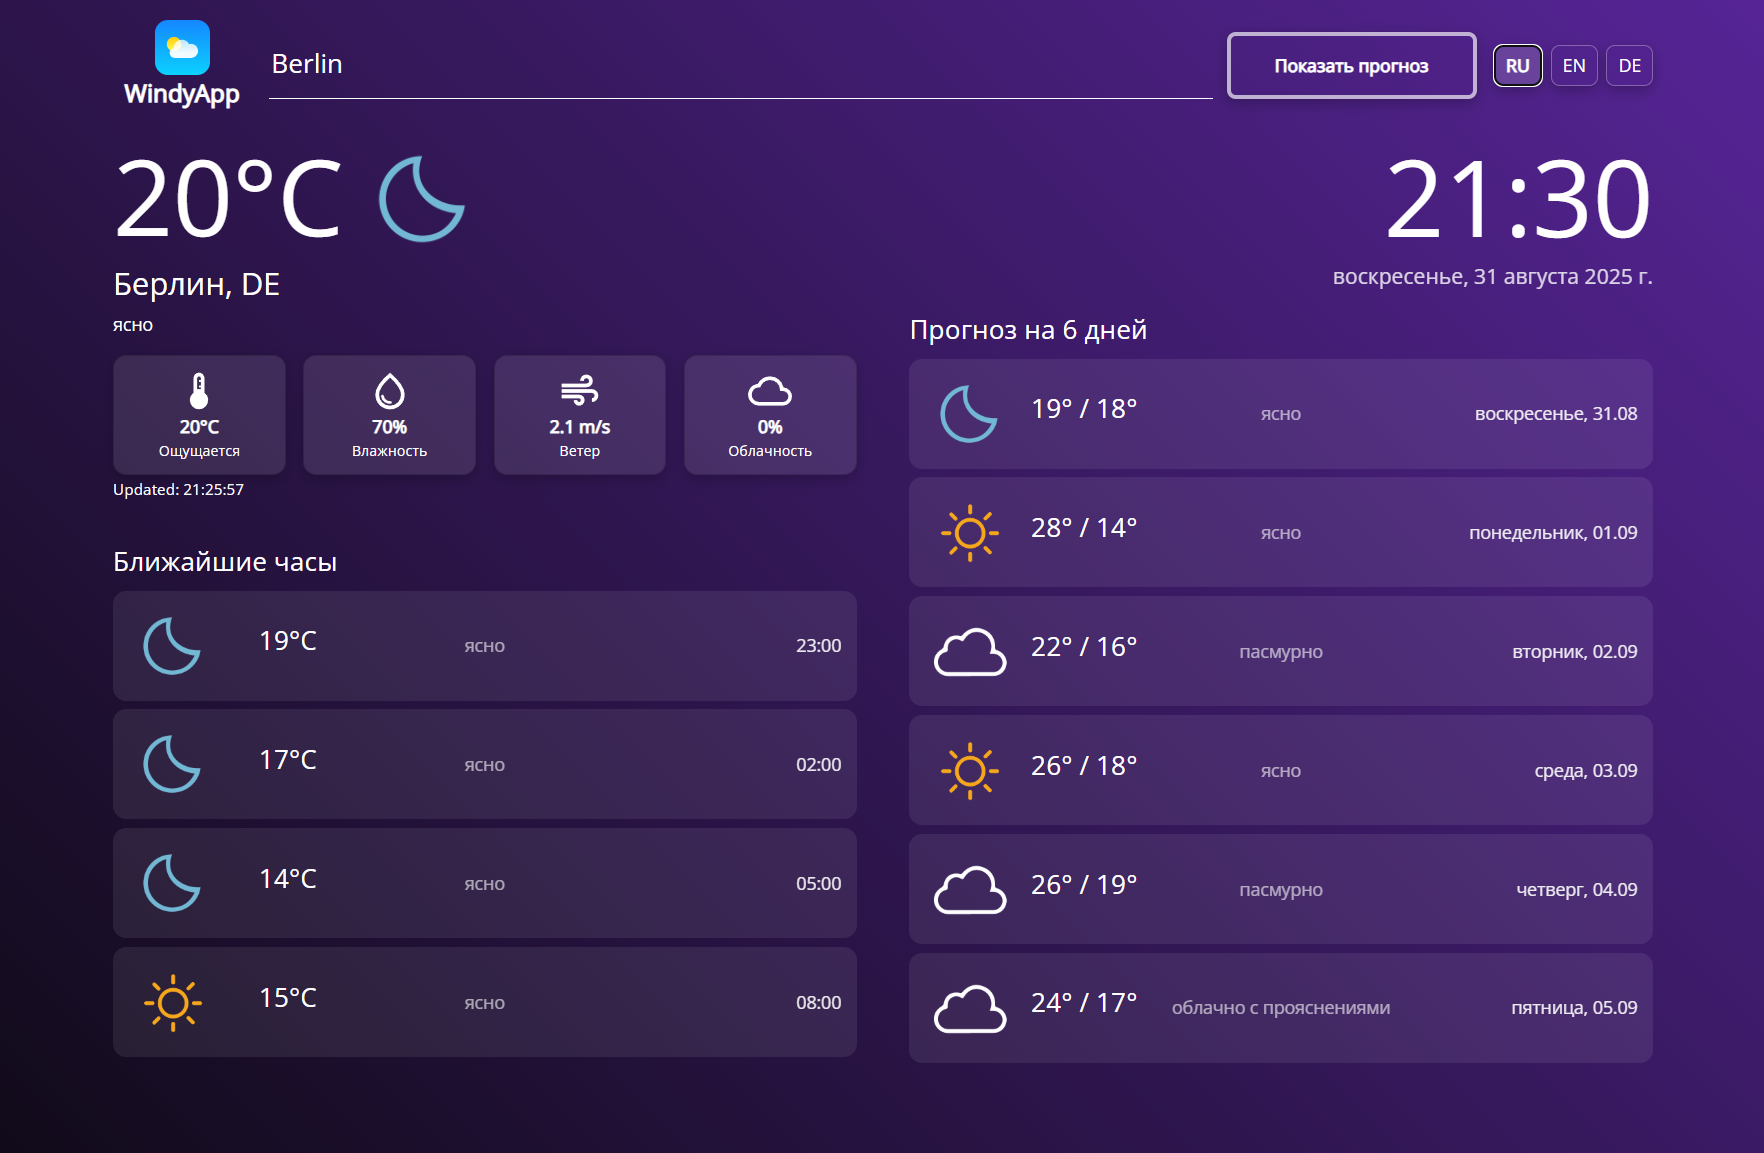 WindyApp
Berlin
Показать прогноз
RU
EN
DE
20°C
Берлин, DE
ясно
21:30
воскресенье, 31 августа 2025 г.
20°C
Ощущается
70%
Влажность
2.1 m/s
Ветер
0%
Облачность
Updated: 21:25:57
Ближайшие часы
19°C ясно 23:00
17°C ясно 02:00
14°C ясно 05:00
15°C ясно 08:00
Прогноз на 6 дней
19° / 18° ясно воскресенье, 31.08
28° / 14° ясно понедельник, 01.09
22° / 16° пасмурно вторник, 02.09
26° / 18° ясно среда, 03.09
26° / 19° пасмурно четверг, 04.09
24° / 17° облачно с прояснениями пятница, 05.09